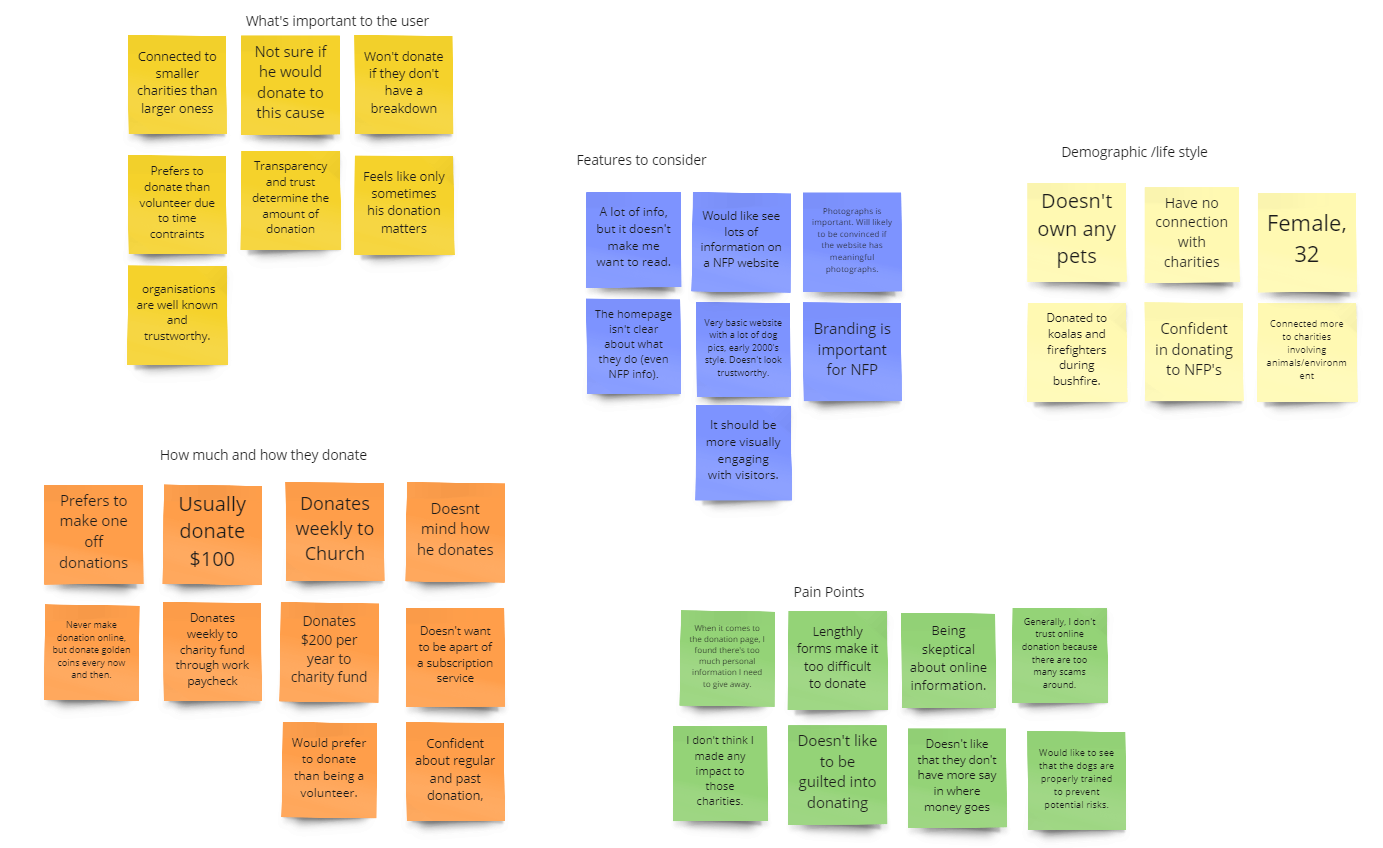 What's important to the user
Connected to
smaller
charities than
larger oness
Not sure if
he would
donate to
this cause
Won't donate
if they don't
have a
breakdown
Prefers to
donate than
volunteer due
to time
contraints
Transparency
and trust
determine the
amount of
donation
Feels like only
sometimes
his donation
matters
organisations
are well known
and
trustworthy.
Features to consider
A lot of info,
but it doesn't
make me
want to read.
Would like see
lots of
information on
a NFP website
Photographs is
important. Will likely
to be convinced if
the website has
meaningful
photographs.
The homepage
isn't clear
about what
they do (even
NFP info).
Very basic website
with a lot of dog
pics, early 2000's
style. Doesn't look
trustworthy.
Branding is
important
for NFP
It should be
more visually
engaging
with visitors.
Demographic /life style
Doesn't
own any
pets
Have no
connection
with
charities
Female,
32
Donated to
koalas and
firefighters
during
bushfire.
Confident
in donating
to NFP's
Connected more
to charities
involving
animals/environm
ent
How much and how they donate
Prefers to
make one
off
donations
Usually
donate
$100
Donates
weekly to
Church
Doesnt
mind how
he donates
Never make
donation online,
but donate golden
coins every now
and then.
Donates
weekly to
charity fund
through work
paycheck
Donates
$200 per
year to
charity fund
Doesn't want
to be apart of
a subscription
service
Would prefer
to donate
than being a
volunteer.
Confident
about regular
and past
donation,
Pain Points
When it comes to
the donation page, I
found there's too
much personal
information I need
to give away.
Lengthly
forms make it
too difficult
to donate
Being
skeptical
about online
information.
Generally, I don't
trust online
donation because
there are too
many scams
around.
I don't think I
made any
impact to
those
charities.
Doesn't like
to be
guilted into
donating
Doesn't like
that they don't
have more say
in where
money goes
Would like to see
that the dogs are
properly trained
to prevent
potential risks.